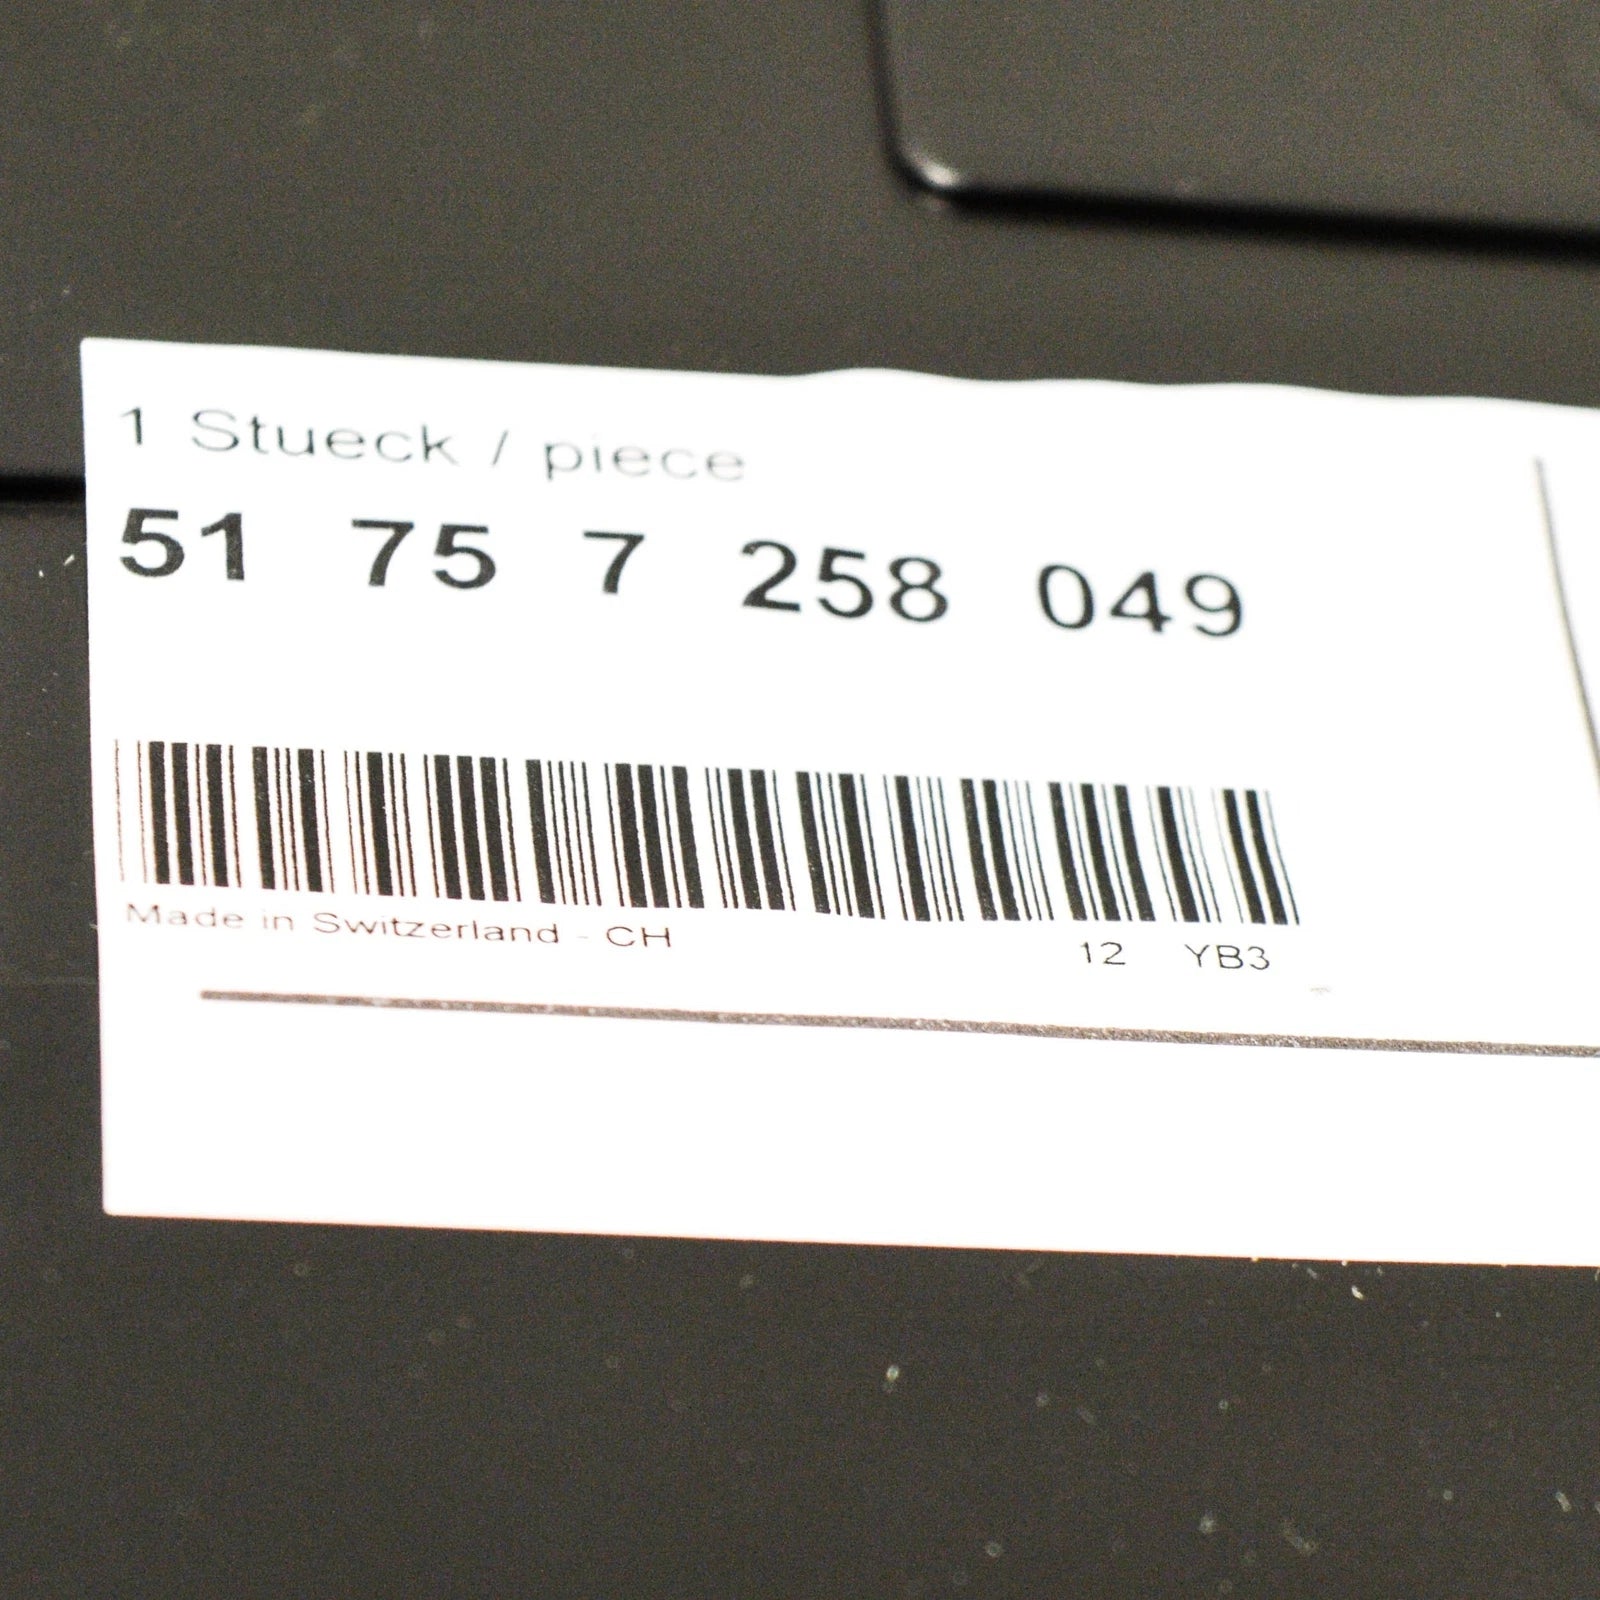 1 Stueck / piece
51 75 7 258 049
Made in Switzerland - CH
12 YB3